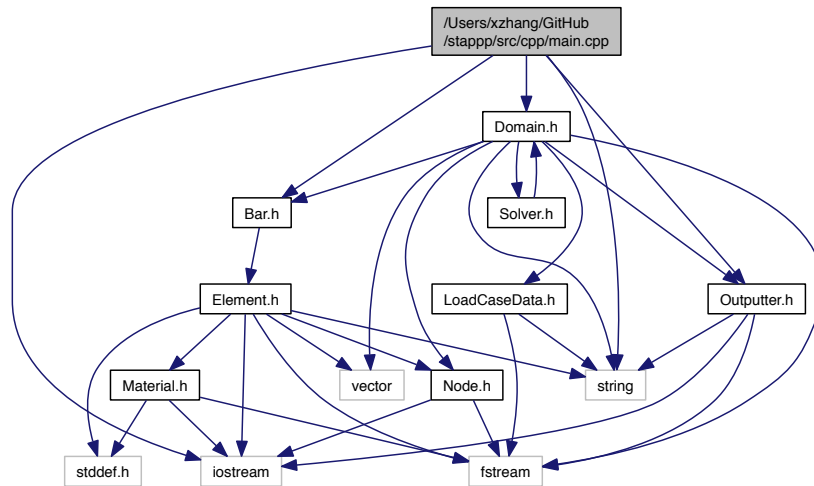 /Users/xzhang/GitHub
/stappp/src/cpp/main.cpp
Domain.h
Bar.h
Solver.h
Element.h
LoadCaseData.h
Outputter.h
Material.h
vector
Node.h
string
stddef.h
iostream
fstream